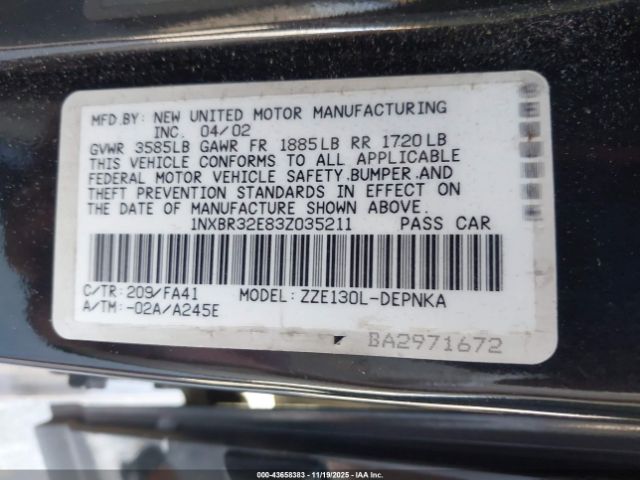 MFD.BY: NEW UNITED MOTOR MANUFACTURING
INC. 04/02
GVWR 3585LB GAWR FR 1885LB RR 1720LB
THIS VEHICLE CONFORMS TO ALL APPLICABLE
FEDERAL MOTOR VEHICLE SAFETY,BUMPER,AND
THEFT PREVENTION STANDARDS IN EFFECT ON
THE DATE OF MANUFACTURE SHOWN ABOVE.
1NXBR32E83Z035211 PASS CAR
C/TR:209/FA41 MODEL: ZZE130L-DEPNKA
A/TM:-02A/A245E
BA2971672
000-43658383 | 11/19/2025 - IAA Corp.